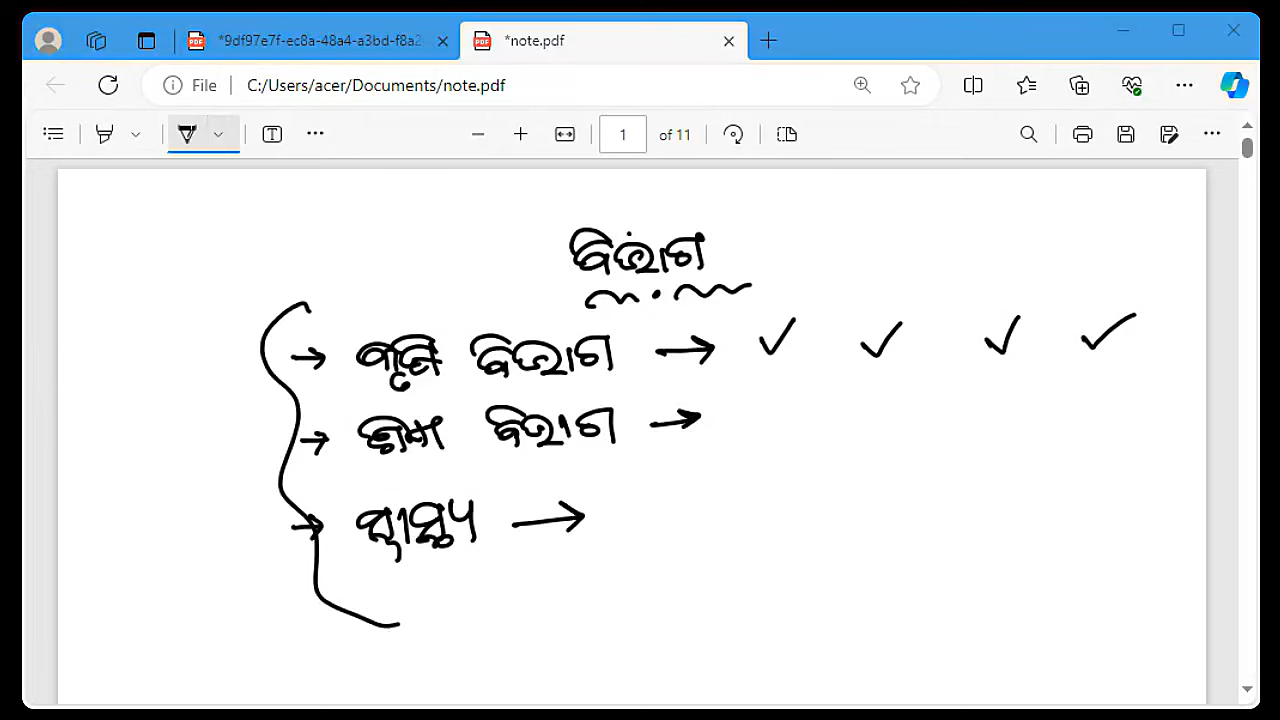 *9df97e7f-ec8a-48a4-a3bd-f8a2
*note.pdf
File
C:/Users/acer/Documents/note.pdf
1 of 11
ବିଭାଗ
→ କୃଷି ବିଭାଗ → ✓ ✓ ✓ ✓
→ ଶିକ୍ଷା ବିଭାଗ →
→ ସ୍ୱାସ୍ଥ୍ୟ →